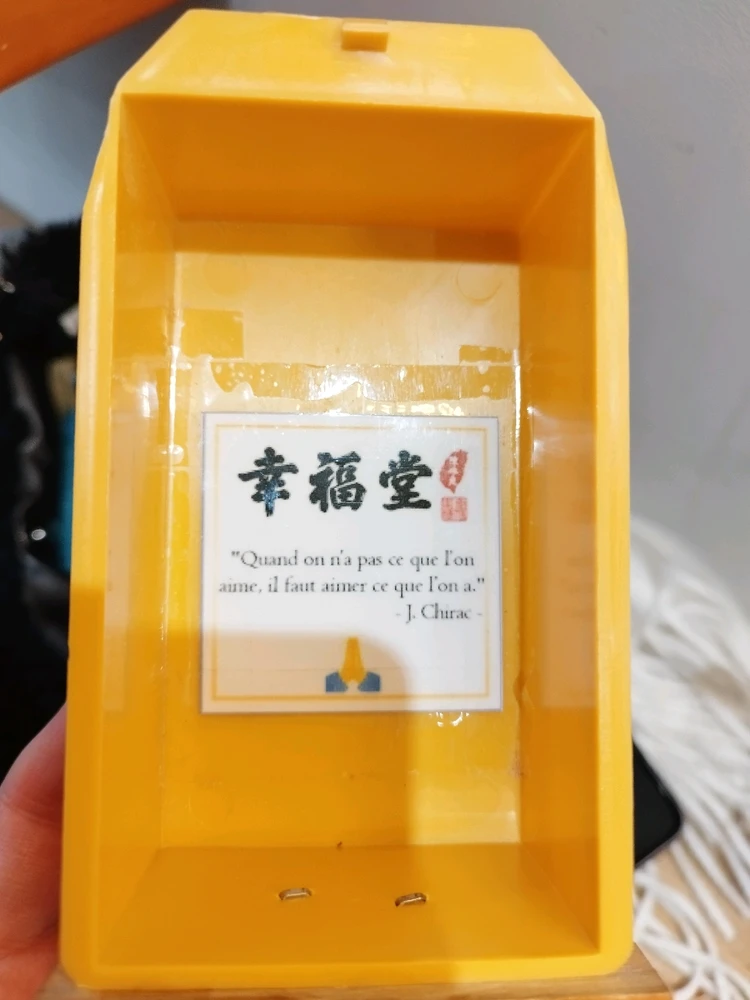 幸福堂
"Quand on n'a pas ce que l'on
aime, il faut aimer ce que l'on a."
- J. Chirac -